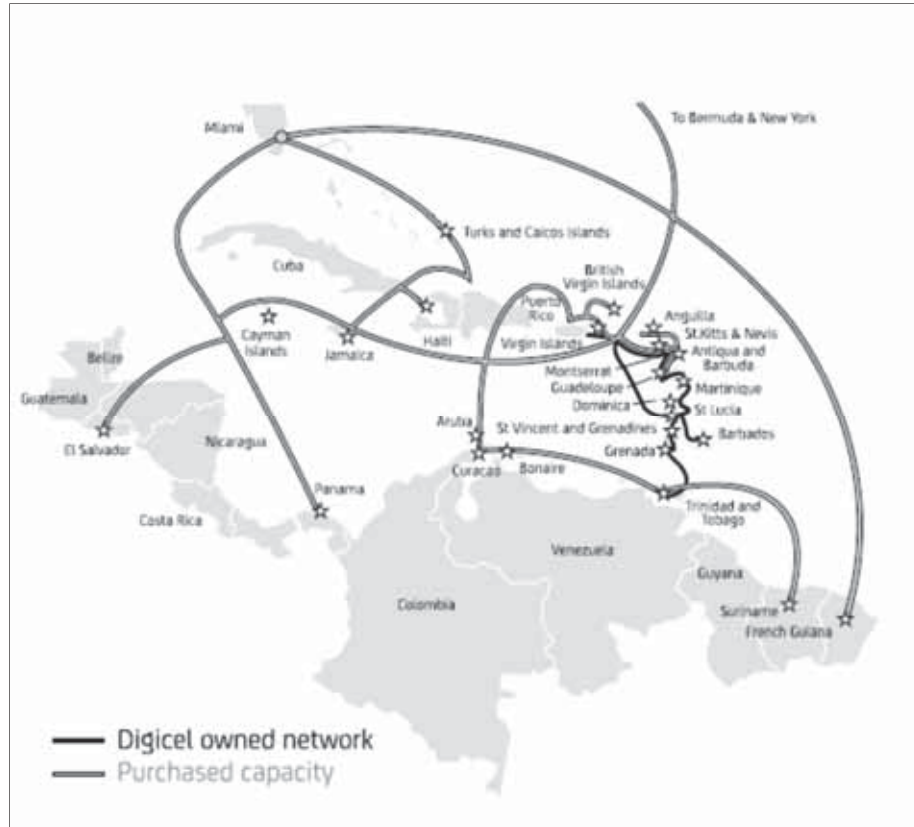 To Bermuda & New York
Miami
Turks and Caicos Islands
Cuba
British
Virgin Islands
Puerto
Rico
Anguilla
St.Kitts & Nevis
Cayman
Islands
Jamaica
Haiti
Virgin Islands
Antiqua and
Barbuda
Belize
Montserrat
Guadeloupe
Martinique
Guatemala
Dominica
St Lucia
Aruba
St Vincent and Grenadines
Barbados
El Salvador
Nicaragua
Grenada
Curaçao
Bonaire
Panama
Trinidad and
Tobago
Costa Rica
Venezuela
Guyana
Colombia
Suriname
French Guiana
Digicel owned network
Purchased capacity